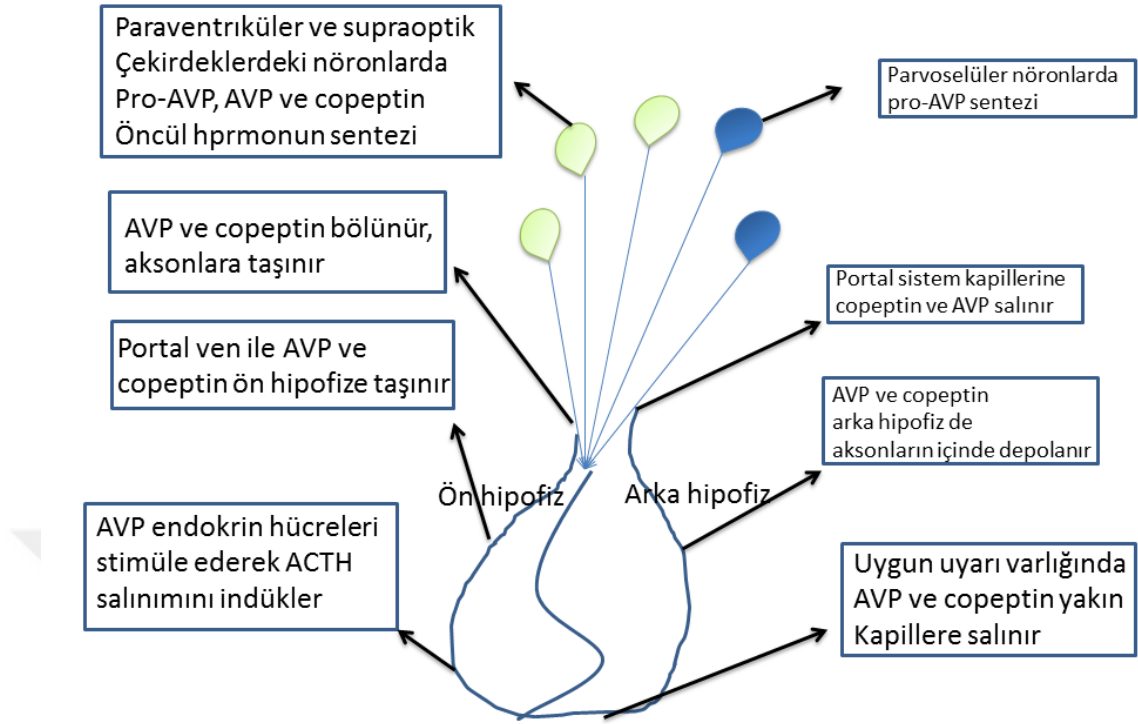 Paraventrıküler ve supraoptik
Çekirdeklerdeki nöronlarda
Pro-AVP, AVP ve copeptin
Öncül hprmonun sentezi
Parvoselüler nöronlarda
pro-AVP sentezi
AVP ve copeptin bölünür,
aksonlara taşınır
Portal sistem kapillerine
copeptin ve AVP salınır
Portal ven ile AVP ve
copeptin ön hipofize taşınır
AVP ve copeptin
arka hipofiz de
aksonların içinde depolanır
Ön hipofiz
Arka hipofiz
AVP endokrin hücreleri
stimüle ederek ACTH
salınımını indükler
Uygun uyarı varlığında
AVP ve copeptin yakın
Kapillere salınır